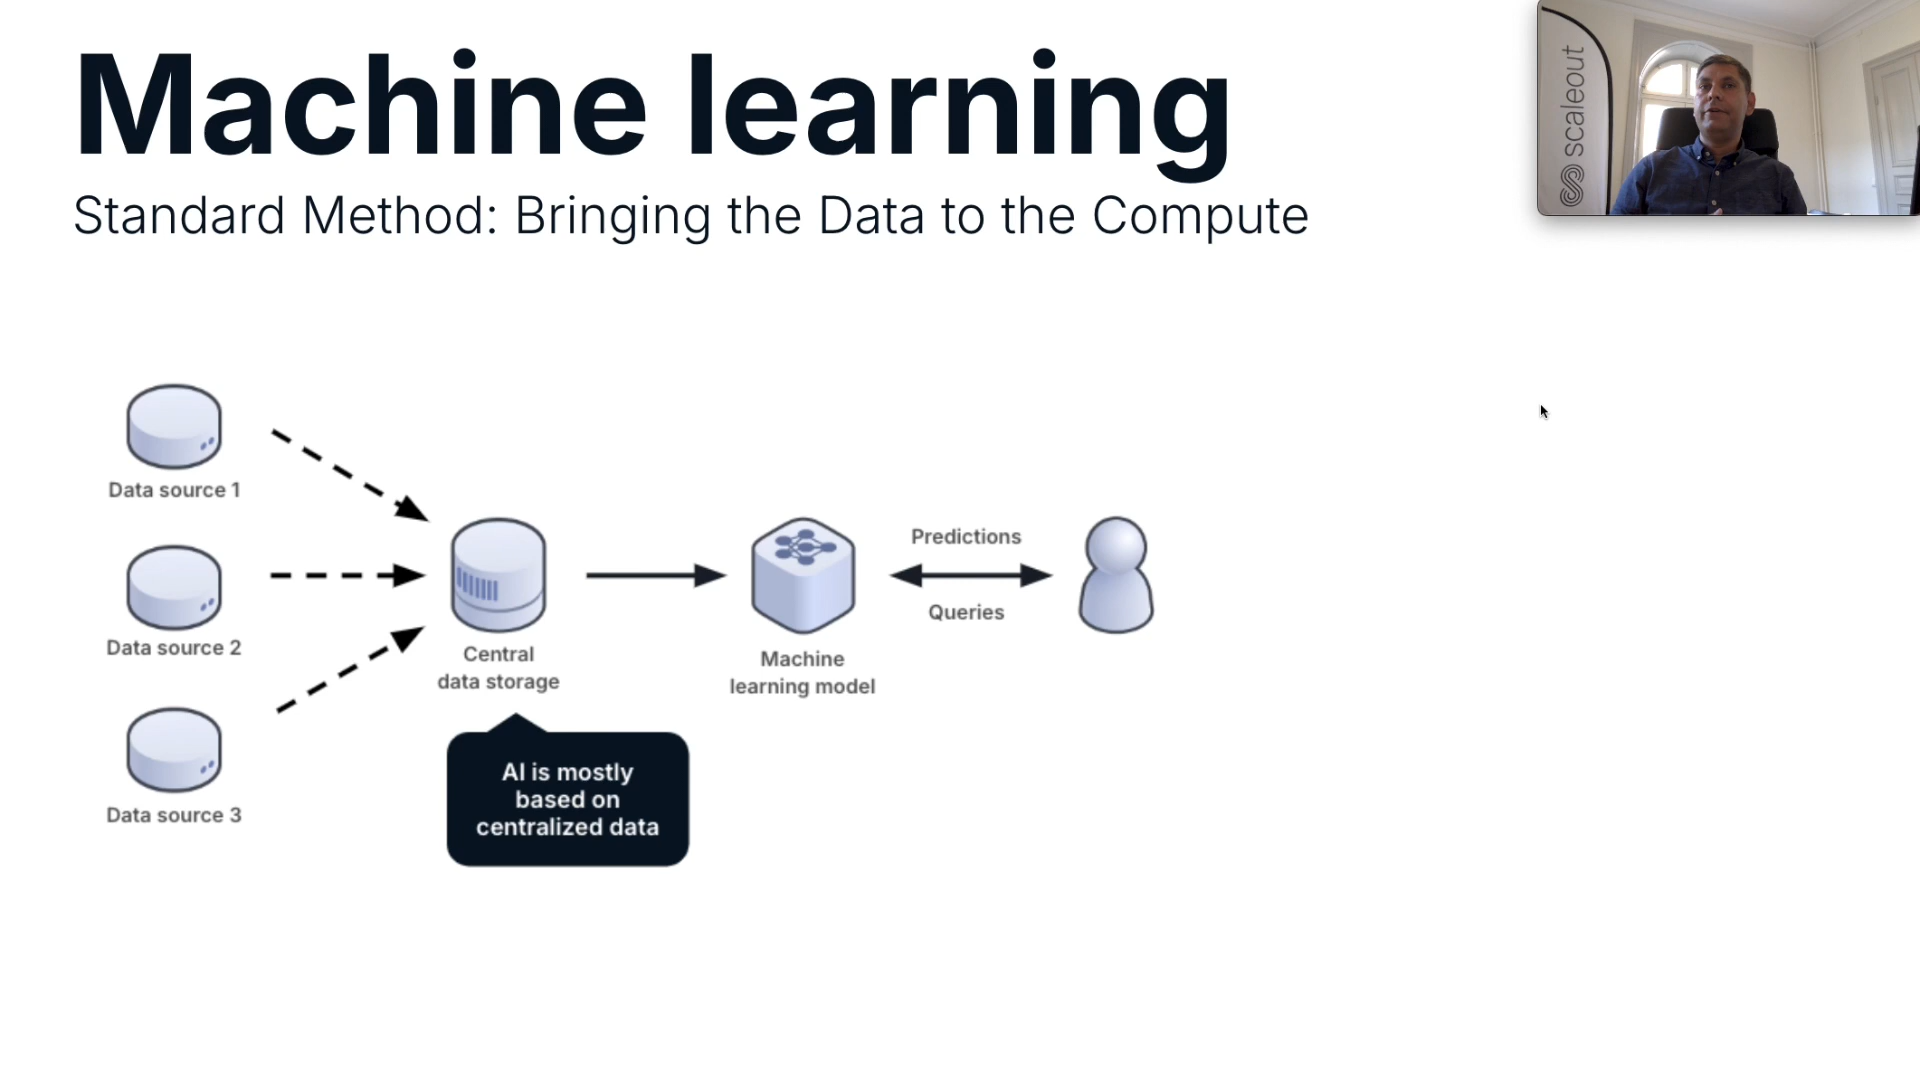 Machine learning
Standard Method: Bringing the Data to the Compute
scaleout
Data source 1
Data source 2
Data source 3
Central
data storage
AI is mostly
based on
centralized data
Machine
learning model
Predictions
Queries